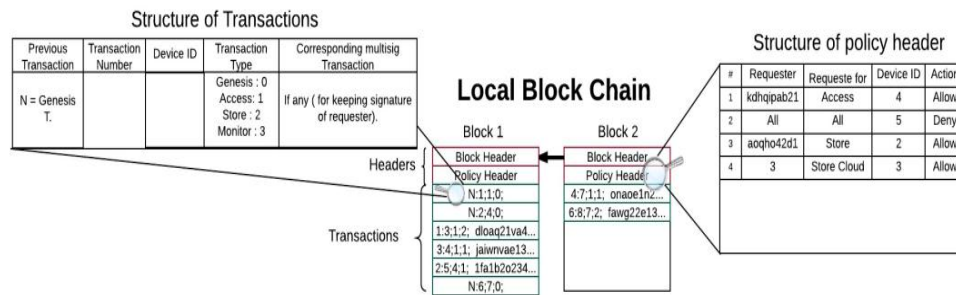 Structure of Transactions
Previous Transaction
Transaction Number
Device ID
Transaction Type
Corresponding multisig Transaction
N = Genesis T.
Genesis : 0
Access: 1
Store : 2
Monitor : 3
If any ( for keeping signature of requester).
Local Block Chain
Block 1
Block 2
Headers
Transactions
Block Header
Policy Header
N:1;1;0;
N:2;4;0;
1:3;1;2; dloaq21va4...
3:4;1;1; jaiwnvae13...
2:5;4;1; 1fa1b2o234...
N:6;7;0;
Block Header
Policy Header
4:7;1;1; onaoe1n2...
6:8;7;2; fawg22e13...
Structure of policy header
# Requester Requeste for Device ID Action
1 kdhqipab21 Access 4 Allow
2 All All 5 Deny
3 aoqho42d1 Store 2 Allow
4 3 Store Cloud 3 Allow